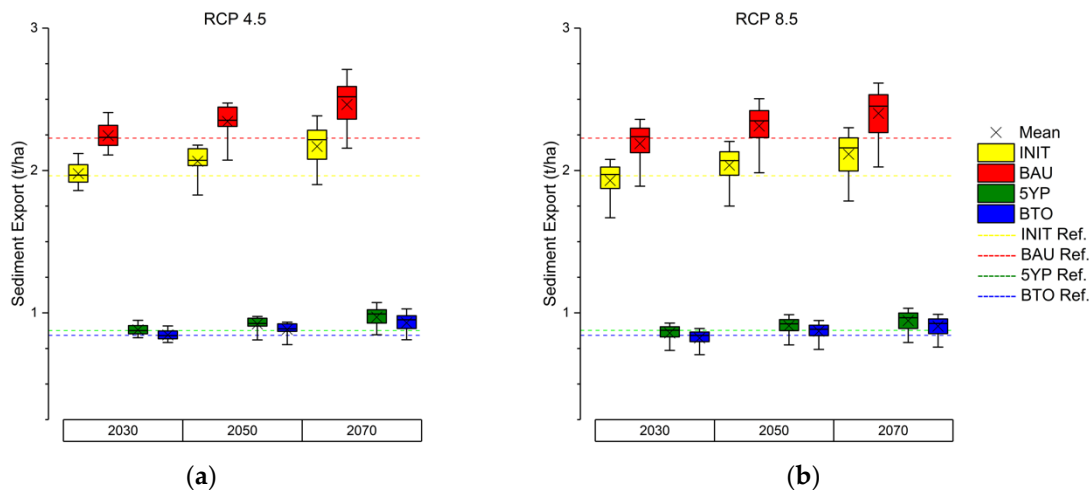 RCP 4.5
3
2
1
Sediment Export (t/ha)
2030 2050 2070
(a)
RCP 8.5
3
2
1
Sediment Export (t/ha)
2030 2050 2070
(b)
Mean
INIT
BAU
5YP
BTO
INIT Ref.
BAU Ref.
5YP Ref.
BTO Ref.